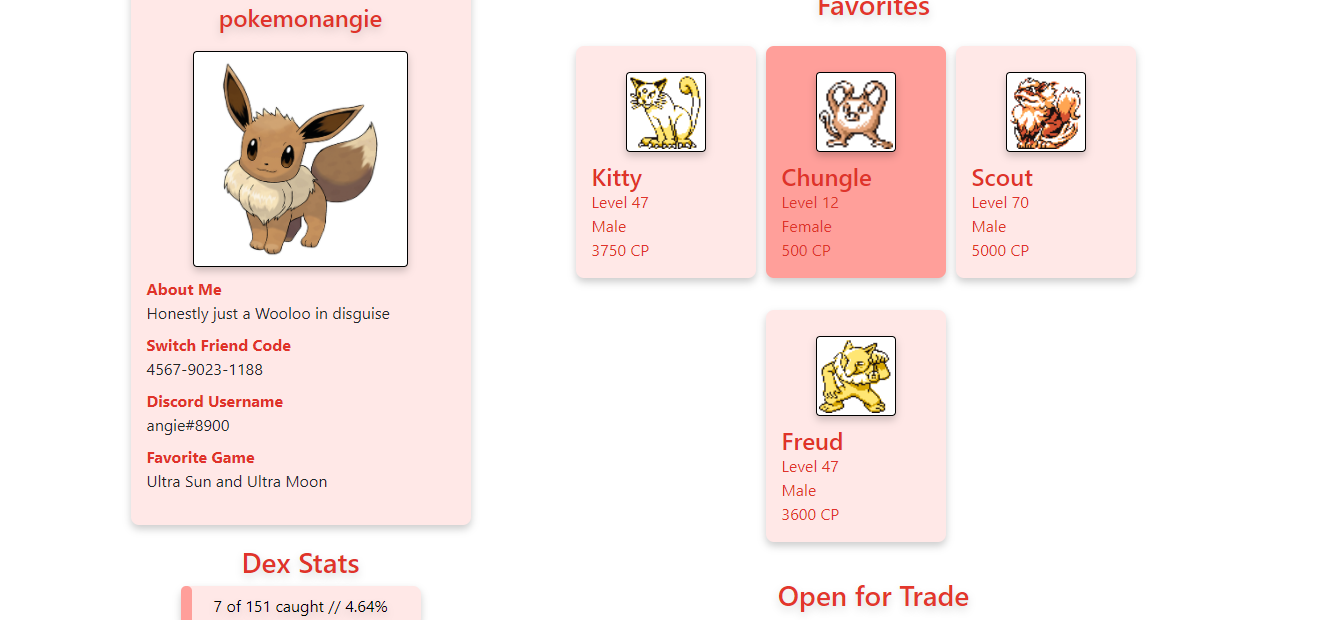 pokemonangie
About Me
Honestly just a Wooloo in disguise
Switch Friend Code
4567-9023-1188
Discord Username
angie#8900
Favorite Game
Ultra Sun and Ultra Moon
Dex Stats
7 of 151 caught // 4.64%
Favorites
Kitty
Level 47
Male
3750 CP
Chungle
Level 12
Female
500 CP
Scout
Level 70
Male
5000 CP
Freud
Level 47
Male
3600 CP
Open for Trade